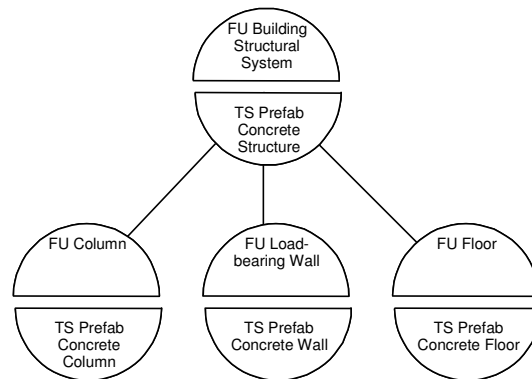 FU Building
Structural
System
TS Prefab
Concrete
Structure
FU Column
TS Prefab
Concrete
Column
FU Load-
bearing Wall
TS Prefab
Concrete Wall
FU Floor
TS Prefab
Concrete Floor